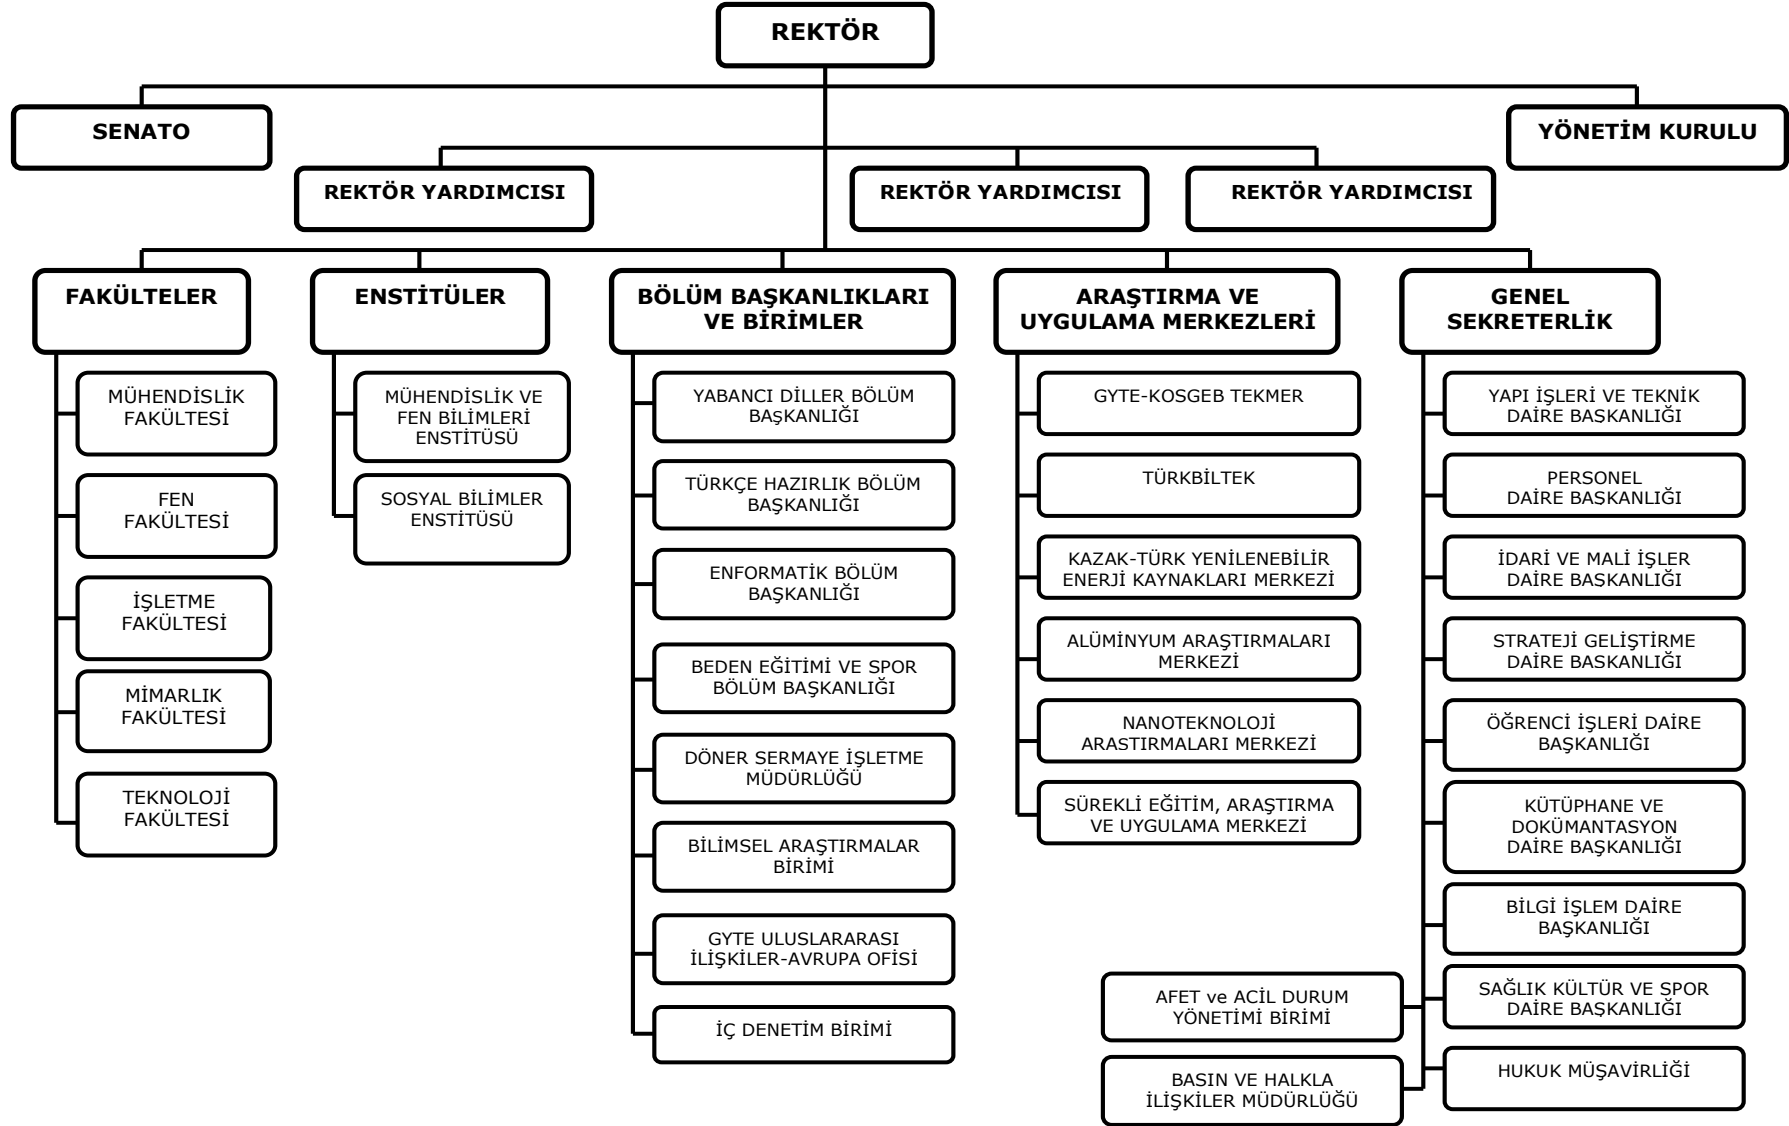 REKTÖR
SENATO
YÖNETİM KURULU
REKTÖR YARDIMCISI
REKTÖR YARDIMCISI
REKTÖR YARDIMCISI
FAKÜLTELER
MÜHENDİSLİK
FAKÜLTESİ
FEN
FAKÜLTESİ
İŞLETME
FAKÜLTESİ
MİMARLIK
FAKÜLTESİ
TEKNOLOJİ
FAKÜLTESİ
ENSTİTÜLER
MÜHENDİSLİK VE
FEN BİLİMLERİ
ENSTİTÜSÜ
SOSYAL BİLİMLER
ENSTİTÜSÜ
BÖLÜM BAŞKANLIKLARI
VE BİRİMLER
YABANCI DİLLER BÖLÜM
BAŞKANLIĞI
TÜRKÇE HAZIRLIK BÖLÜM
BAŞKANLIĞI
ENFORMATİK BÖLÜM
BAŞKANLIĞI
BEDEN EĞİTİMİ VE SPOR
BÖLÜM BAŞKANLIĞI
DÖNER SERMAYE İŞLETME
MÜDÜRLÜĞÜ
BİLİMSEL ARAŞTIRMALAR
BİRİMİ
GYTE ULUSLARARASI
İLİŞKİLER-AVRUPA OFİSİ
İÇ DENETİM BİRİMİ
ARAŞTIRMA VE
UYGULAMA MERKEZLERİ
GYTE-KOSGEB TEKMER
TÜRKBİLTEK
KAZAK-TÜRK YENİLENEBİLİR
ENERJİ KAYNAKLARI MERKEZİ
ALÜMİNYUM ARAŞTIRMALARI
MERKEZİ
NANOTEKNOLOJİ
ARASTIRMALARI MERKEZİ
SÜREKLİ EĞİTİM, ARAŞTIRMA
VE UYGULAMA MERKEZİ
GENEL
SEKRETERLİK
YAPI İŞLERİ VE TEKNİK
DAİRE BASKANLIĞI
PERSONEL
DAİRE BASKANLIĞI
İDARİ VE MALİ İŞLER
DAİRE BASKANLIĞI
STRATEJİ GELİŞTİRME
DAİRE BASKANLIĞI
ÖĞRENCİ İŞLERİ DAİRE
BAŞKANLIĞI
KÜTÜPHANE VE
DOKÜMANTASYON
DAİRE BAŞKANLIĞI
BİLGİ İŞLEM DAİRE
BAŞKANLIĞI
SAĞLIK KÜLTÜR VE SPOR
DAİRE BAŞKANLIĞI
HUKUK MÜŞAVİRLİĞİ
AFET ve ACİL DURUM
YÖNETİMİ BİRİMİ
BASIN VE HALKLA
İLİŞKİLER MÜDÜRLÜĞÜ